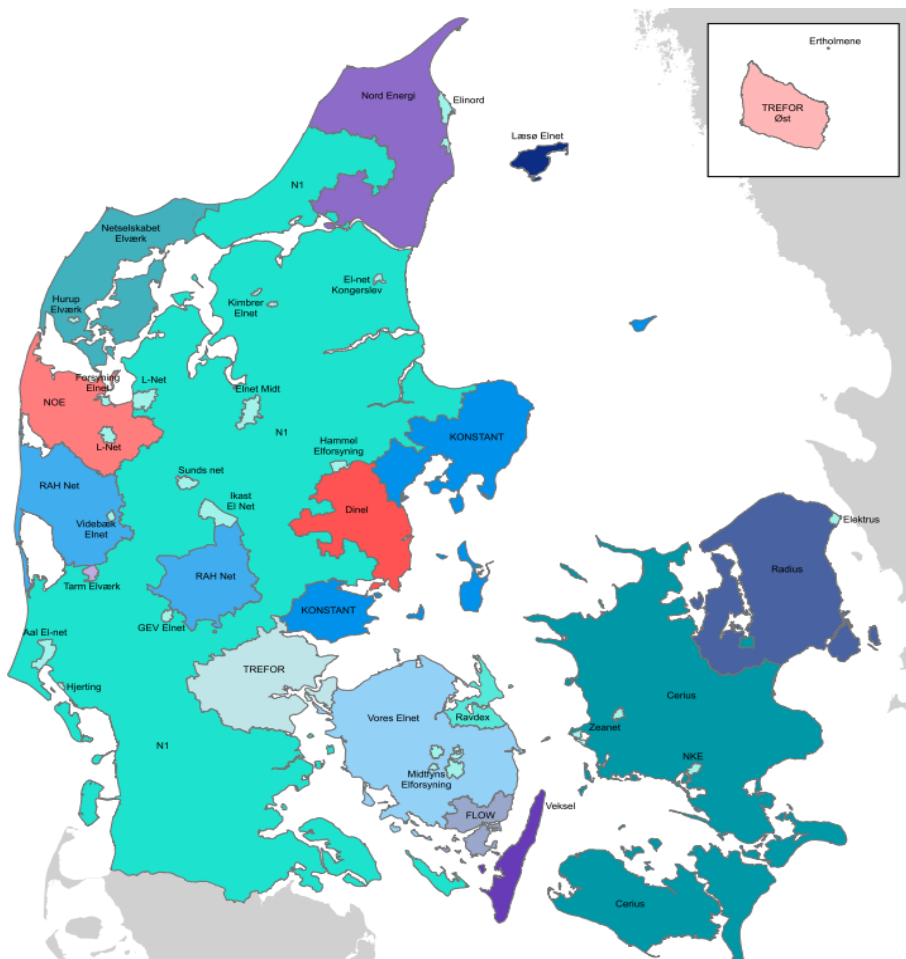 Ertholmene
TREFOR
Øst
Nord Energi
Elinord
Læsø Elnet
N1
Netselskabet
Elværk
El-net
Kongerslev
Hurup
Elværk
Kimbrer
Elnet
Forsyning
Elnet
L-Net
Elnet Midt
NOE
N1
KONSTANT
L-Net
Hammel
Elforsyning
Sunds net
RAH Net
Ikast
El Net
Dinel
Videbæk
Elnet
Elektrus
Radius
RAH Net
Tarm Elværk
KONSTANT
GEV Elnet
Aal El-net
TREFOR
Hjerting
Cerius
Vores Elnet
Ravdex
Zeanet
N1
NKE
Midtfyns
Elforsyning
Veksel
FLOW
Cerius